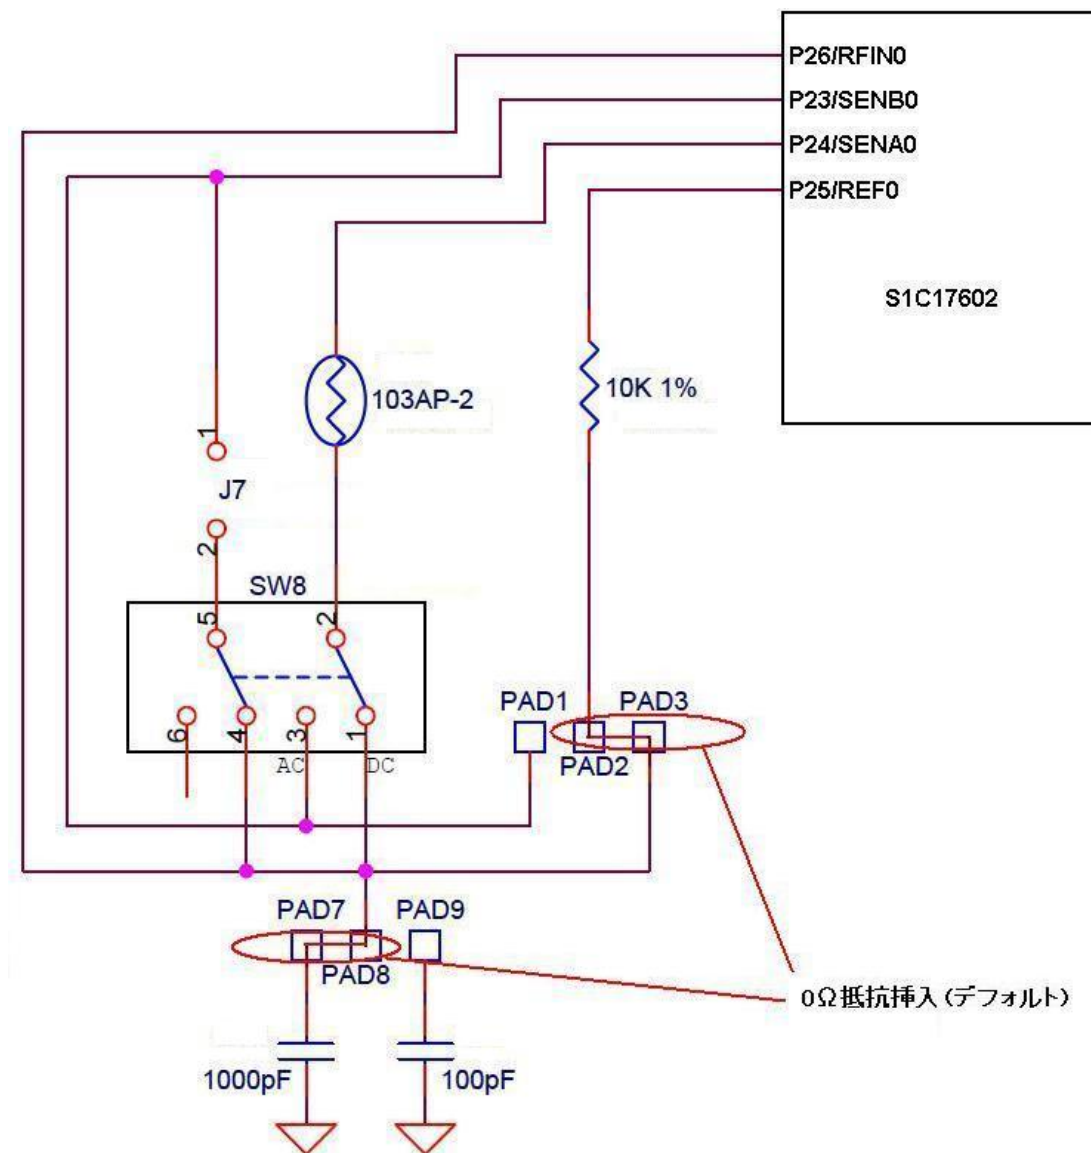 P26/RFIN0
P23/SENB0
P24/SENA0
P25/REF0
S1C17602
103AP-2
10K 1%
1
J7
2
SW8
5
2
PAD1
PAD3
6
4
3
1
PAD2
AC
DC
PAD7
PAD9
PAD8
0Ω抵抗挿入(デフォルト)
1000pF
100pF